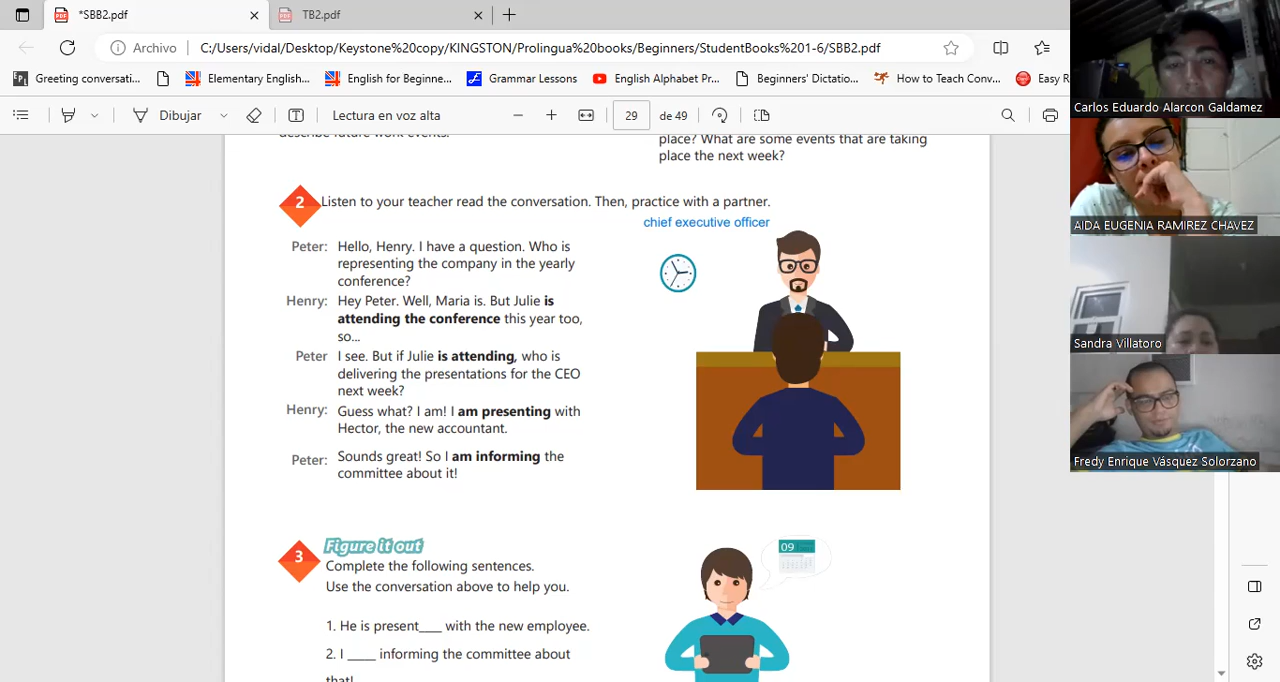 *SBB2.pdf
TB2.pdf
Archivo
C:/Users/vidal/Desktop/Keystone%20copy/KINGSTON/Prolingua%20books/Beginners/StudentBooks%201-6/SBB2.pdf
Greeting conversati...
Elementary English...
English for Beginne...
Grammar Lessons
English Alphabet Pr...
Beginners' Dictatio...
How to Teach Conv...
Easy R
Dibujar
Lectura en voz alta
29
de 49
describe future work events.
place? What are some events that are taking
place the next week?
2
Listen to your teacher read the conversation. Then, practice with a partner.
chief executive officer
Peter: Hello, Henry. I have a question. Who is
representing the company in the yearly
conference?
Henry: Hey Peter. Well, Maria is. But Julie is
attending the conference this year too,
so...
Peter I see. But if Julie is attending, who is
delivering the presentations for the CEO
next week?
Henry: Guess what? I am! I am presenting with
Hector, the new accountant.
Peter: Sounds great! So I am informing the
committee about it!
3
Figure it out
Complete the following sentences.
Use the conversation above to help you.
1. He is present___ with the new employee.
2. I ____ informing the committee about
that!
09
Carlos Eduardo Alarcon Galdamez
AIDA EUGENIA RAMIREZ CHAVEZ
Sandra Villatoro
Fredy Enrique Vásquez Solorzano